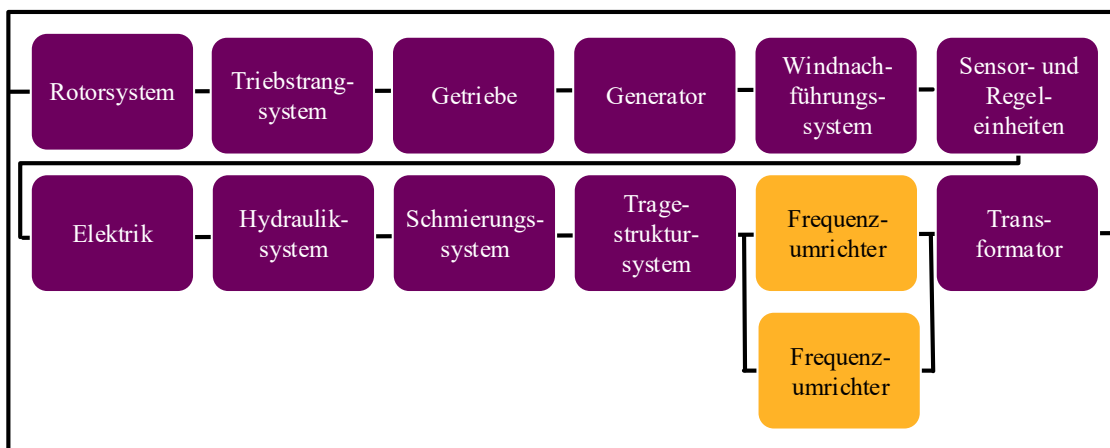 Rotorsystem
Triebstrang-
system
Getriebe
Generator
Windnach-
führungs-
system
Sensor- und
Regel-
einheiten
Elektrik
Hydraulik-
system
Schmierungs-
system
Trage-
struktur-
system
Frequenz-
umrichter
Trans-
formator
Frequenz-
umrichter